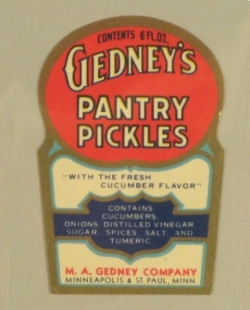 CONTENTS 6 FL.OZ.
GEDNEY'S
PANTRY
PICKLES
"WITH THE FRESH
CUCUMBER FLAVOR"
CONTAINS
CUCUMBERS,
ONIONS, DISTILLED VINEGAR
SUGAR, SPICES, SALT, AND
TUMERIC
M. A. GEDNEY COMPANY
MINNEAPOLIS & ST. PAUL, MINN.